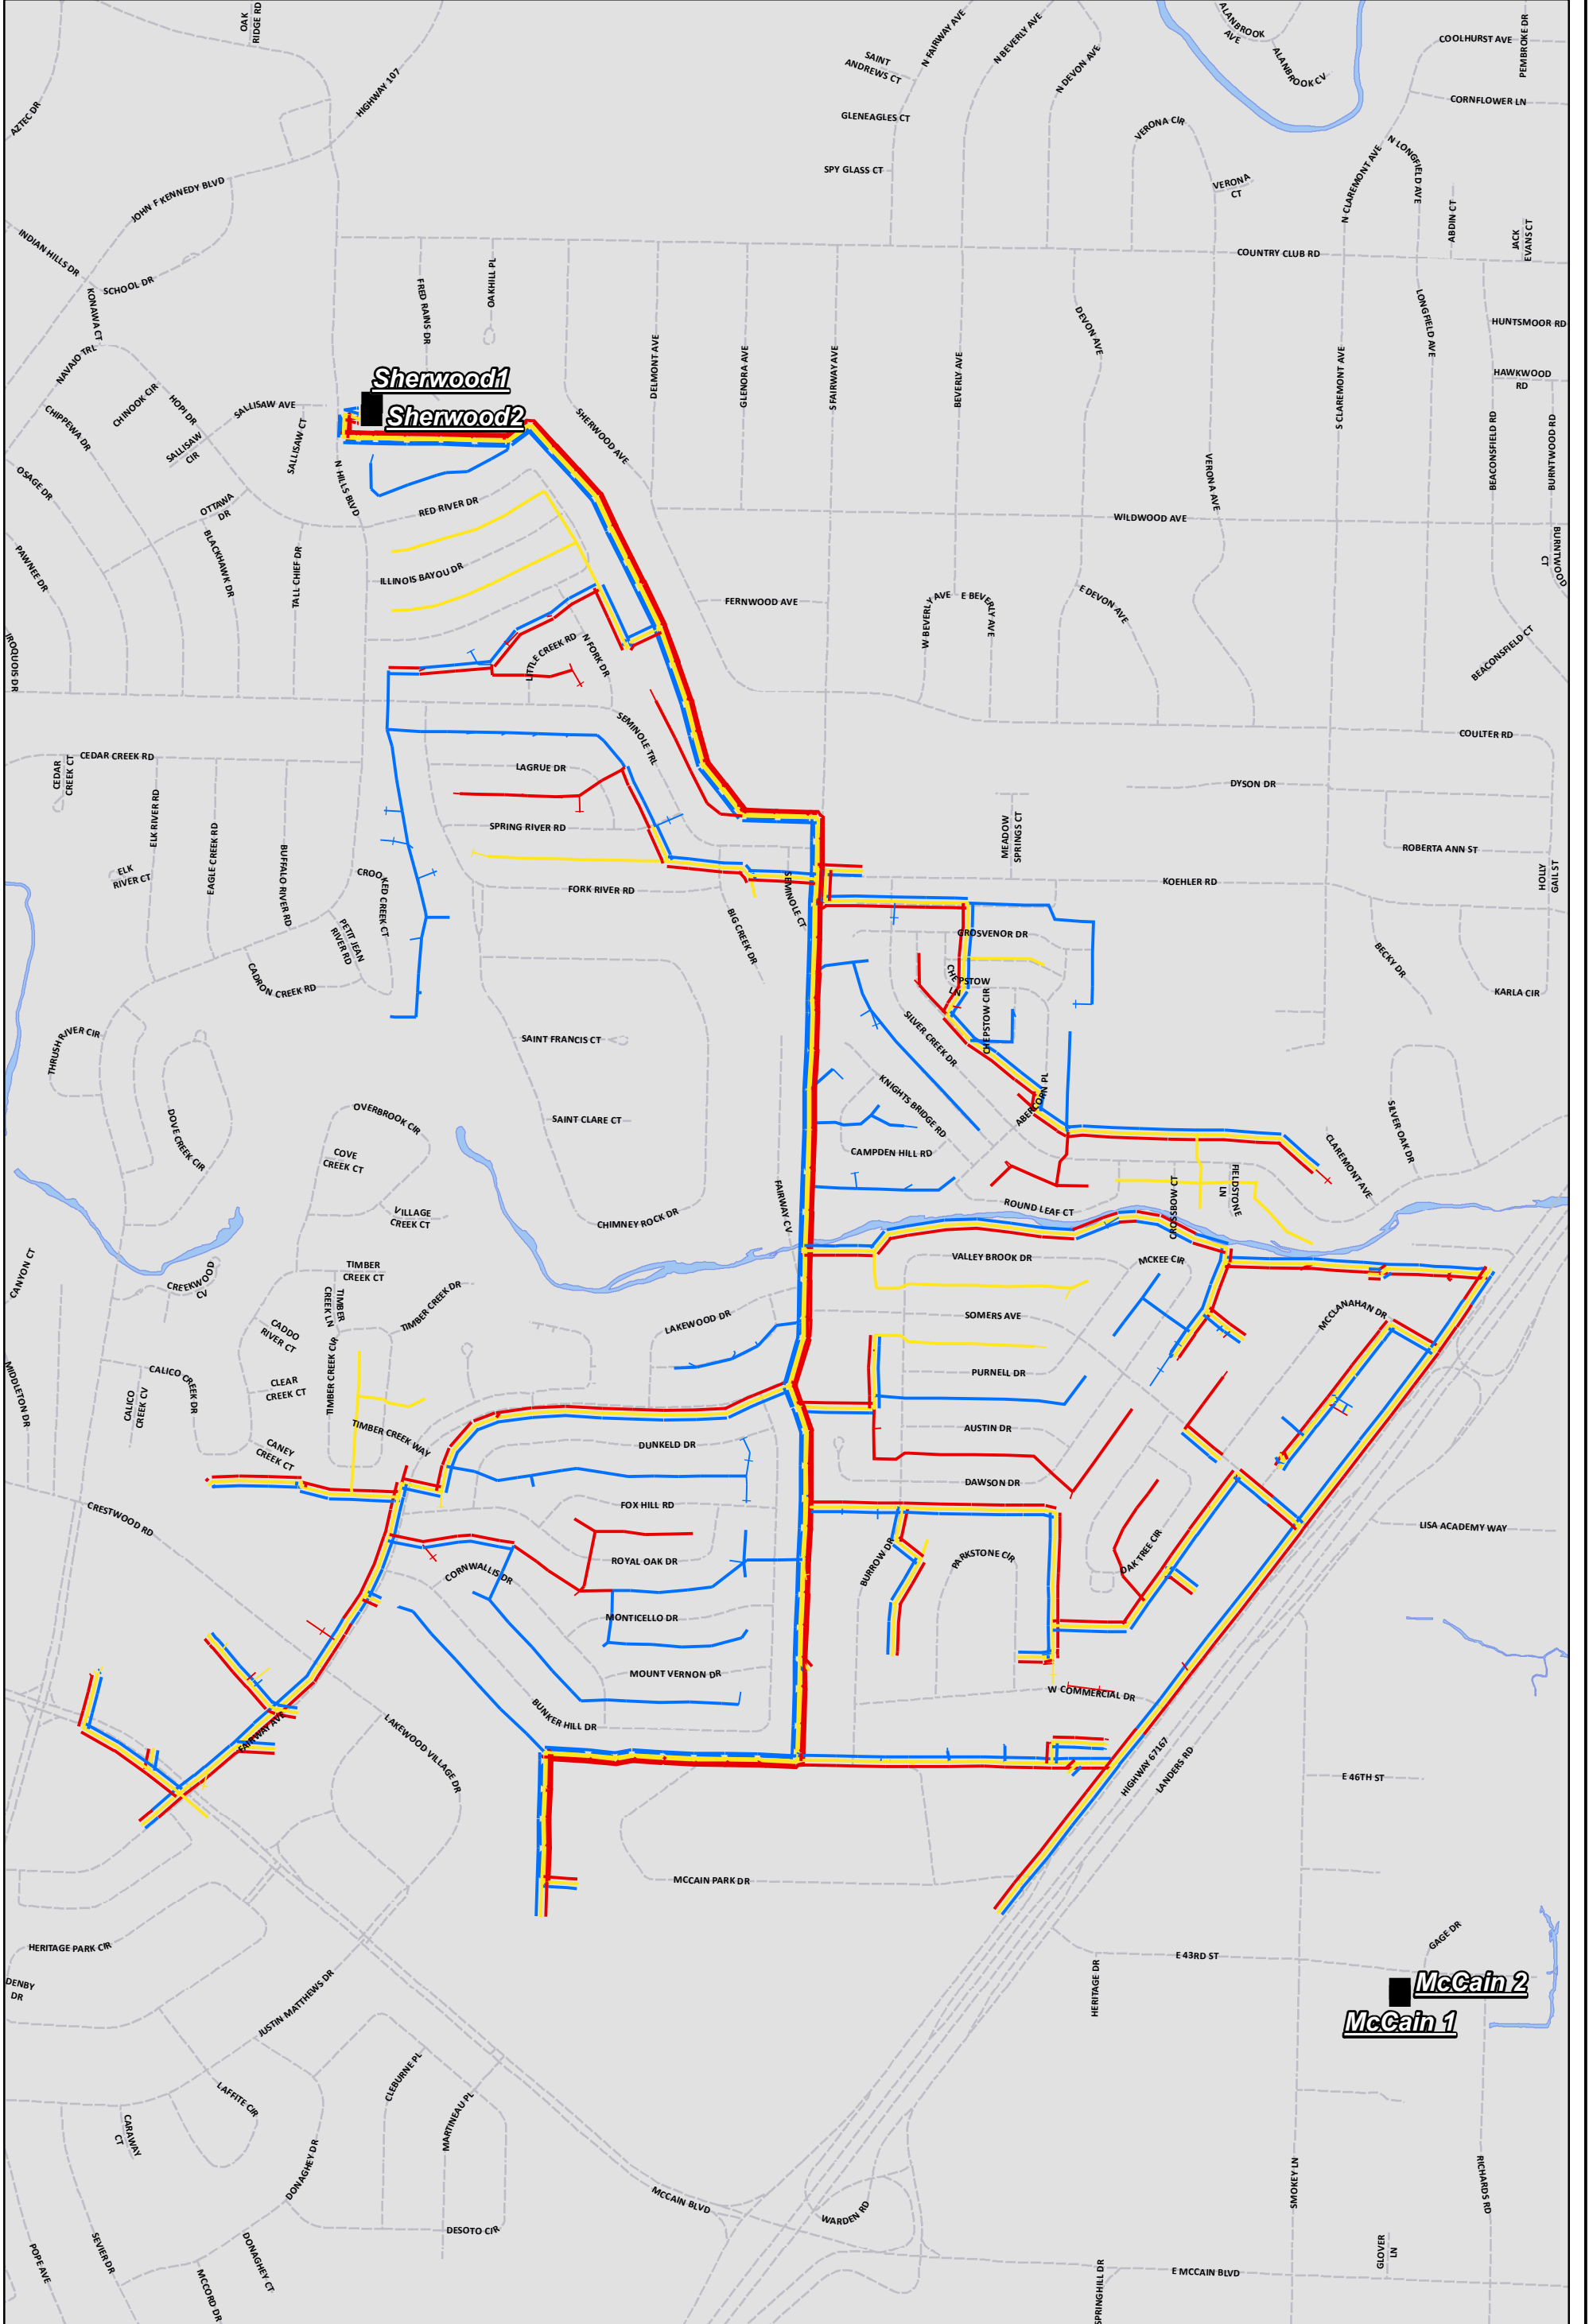 OAK
RIDGE RD
HIGHWAY 107
AZTEC DR
JOHN F KENNEDY BLVD
INDIAN HILLS DR
SCHOOL DR
KONAWA CT
NAVAJO TRL
CHINOOK CIR
HOPI DR
CHIPPEWA DR
SALLISAW AVE
SALLISAW
CIR
SALLISAW CT
OSAGE DR
OTTAWA
DR
N HILLS BLVD
PAWNEE DR
BLACKHAWK DR
TALL CHIEF DR
IROQUOIS DR
FRED RAINS DR
OAKHILL PL
SAINT
ANDREWS CT
N FAIRWAY AVE
N BEVERLY AVE
N DEVON AVE
GLENEAGLES CT
SPY GLASS CT
ALANBROOK
AVE
ALANBROOK CV
COOLHURST AVE
PEMBROKE DR
CORNFLOWER LN
VERONA CIR
VERONA
CT
N CLAREMONT AVE
N LONGFIELD AVE
ABDIN CT
JACK
EVANS CT
COUNTRY CLUB RD
DELMONT AVE
GLENORA AVE
S FAIRWAY AVE
BEVERLY AVE
DEVON AVE
S CLAREMONT AVE
LONGFIELD AVE
HUNTSMOOR RD
HAWKWOOD
RD
BEACONSFIELD RD
BURNTWOOD RD
Sherwood1
Sherwood2
SHERWOOD AVE
VERONA AVE
WILDWOOD AVE
BURNTWOOD
CT
RED RIVER DR
ILLINOIS BAYOU DR
LITTLE CREEK RD
N FORK DR
FERNWOOD AVE
W BEVERLY AVE
E BEVERLY AVE
E DEVON AVE
BEACONSFIELD CT
SEMINOLE TRL
COULTER RD
CEDAR CREEK RD
CEDAR
CREEK CT
LAGRUE DR
DYSON DR
ELK RIVER RD
EAGLE CREEK RD
BUFFALO RIVER RD
SPRING RIVER RD
MEADOW
SPRINGS CT
ROBERTA ANN ST
ELK
RIVER CT
CROOKED CREEK CT
FORK RIVER RD
SEMINOLE CT
KOEHLER RD
HOLLY
GAIL ST
PETIT JEAN
RIVER RD
BIG CREEK DR
GROSVENOR DR
BECKY DR
CADRON CREEK RD
CHEPSTOW
LN
KARLA CIR
THRUSH RIVER CIR
SAINT FRANCIS CT
SILVER CREEK DR
CHEPSTOW CIR
DOVE CREEK CIR
OVERBROOK CIR
SAINT CLARE CT
KNIGHTS BRIDGE RD
ABERCORN PL
SILVER OAK DR
COVE
CREEK CT
CAMPDEN HILL RD
CLAREMONT AVE
VILLAGE
CREEK CT
CHIMNEY ROCK DR
FAIRWAY CV
ROUND LEAF CT
CROSSBOW CT
FIELDSTONE
LN
CANYON CT
CREEKWOOD
CV
TIMBER
CREEK CT
TIMBER
CREEK LN
TIMBER CREEK DR
VALLEY BROOK DR
MCKEE CIR
CADDO
RIVER CT
LAKEWOOD DR
SOMERS AVE
MCCLANAHAN DR
MIDDLETON DR
CALICO CREEK DR
CALICO
CREEK CV
CLEAR
CREEK CT
TIMBER CREEK CIR
PURNELL DR
CANEY
CREEK CT
TIMBER CREEK WAY
DUNKELD DR
AUSTIN DR
DAWSON DR
CRESTWOOD RD
FOX HILL RD
LISA ACADEMY WAY
ROYAL OAK DR
CORNWALLIS DR
BURROW DR
PARKSTONE CIR
OAK TREE CIR
MONTICELLO DR
MOUNT VERNON DR
BUNKER HILL DR
W COMMERCIAL DR
FAIRWAY AVE
LAKEWOOD VILLAGE DR
HIGHWAY 67167
LANDERS RD
E 46TH ST
MCCAIN PARK DR
HERITAGE PARK CIR
E 43RD ST
GAGE DR
HERITAGE DR
McCain 2
McCain 1
DENBY
DR
JUSTIN MATTHEWS DR
LAFFITE CIR
CLEBURNE PL
MARTINEAU PL
CARAWAY
CT
DONAGHEY DR
MCCAIN BLVD
WARDEN RD
SMOKEY LN
RICHARDS RD
DESOTO CIR
POPE AVE
SEVIER DR
DONAGHEY CT
MCCORD DR
E MCCAIN BLVD
GLOVER
LN
SPRINGHILL DR